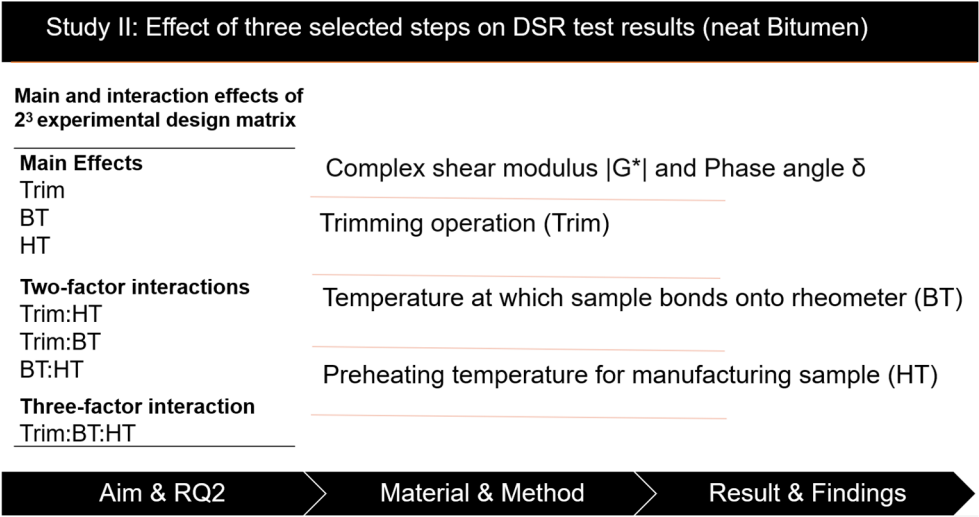 Study II: Effect of three selected steps on DSR test results (neat Bitumen)
Main and interaction effects of
2³ experimental design matrix
Main Effects
Trim
BT
HT
Two-factor interactions
Trim:HT
Trim:BT
BT:HT
Three-factor interaction
Trim:BT:HT
Complex shear modulus |G*| and Phase angle δ
Trimming operation (Trim)
Temperature at which sample bonds onto rheometer (BT)
Preheating temperature for manufacturing sample (HT)
Aim & RQ2
Material & Method
Result & Findings